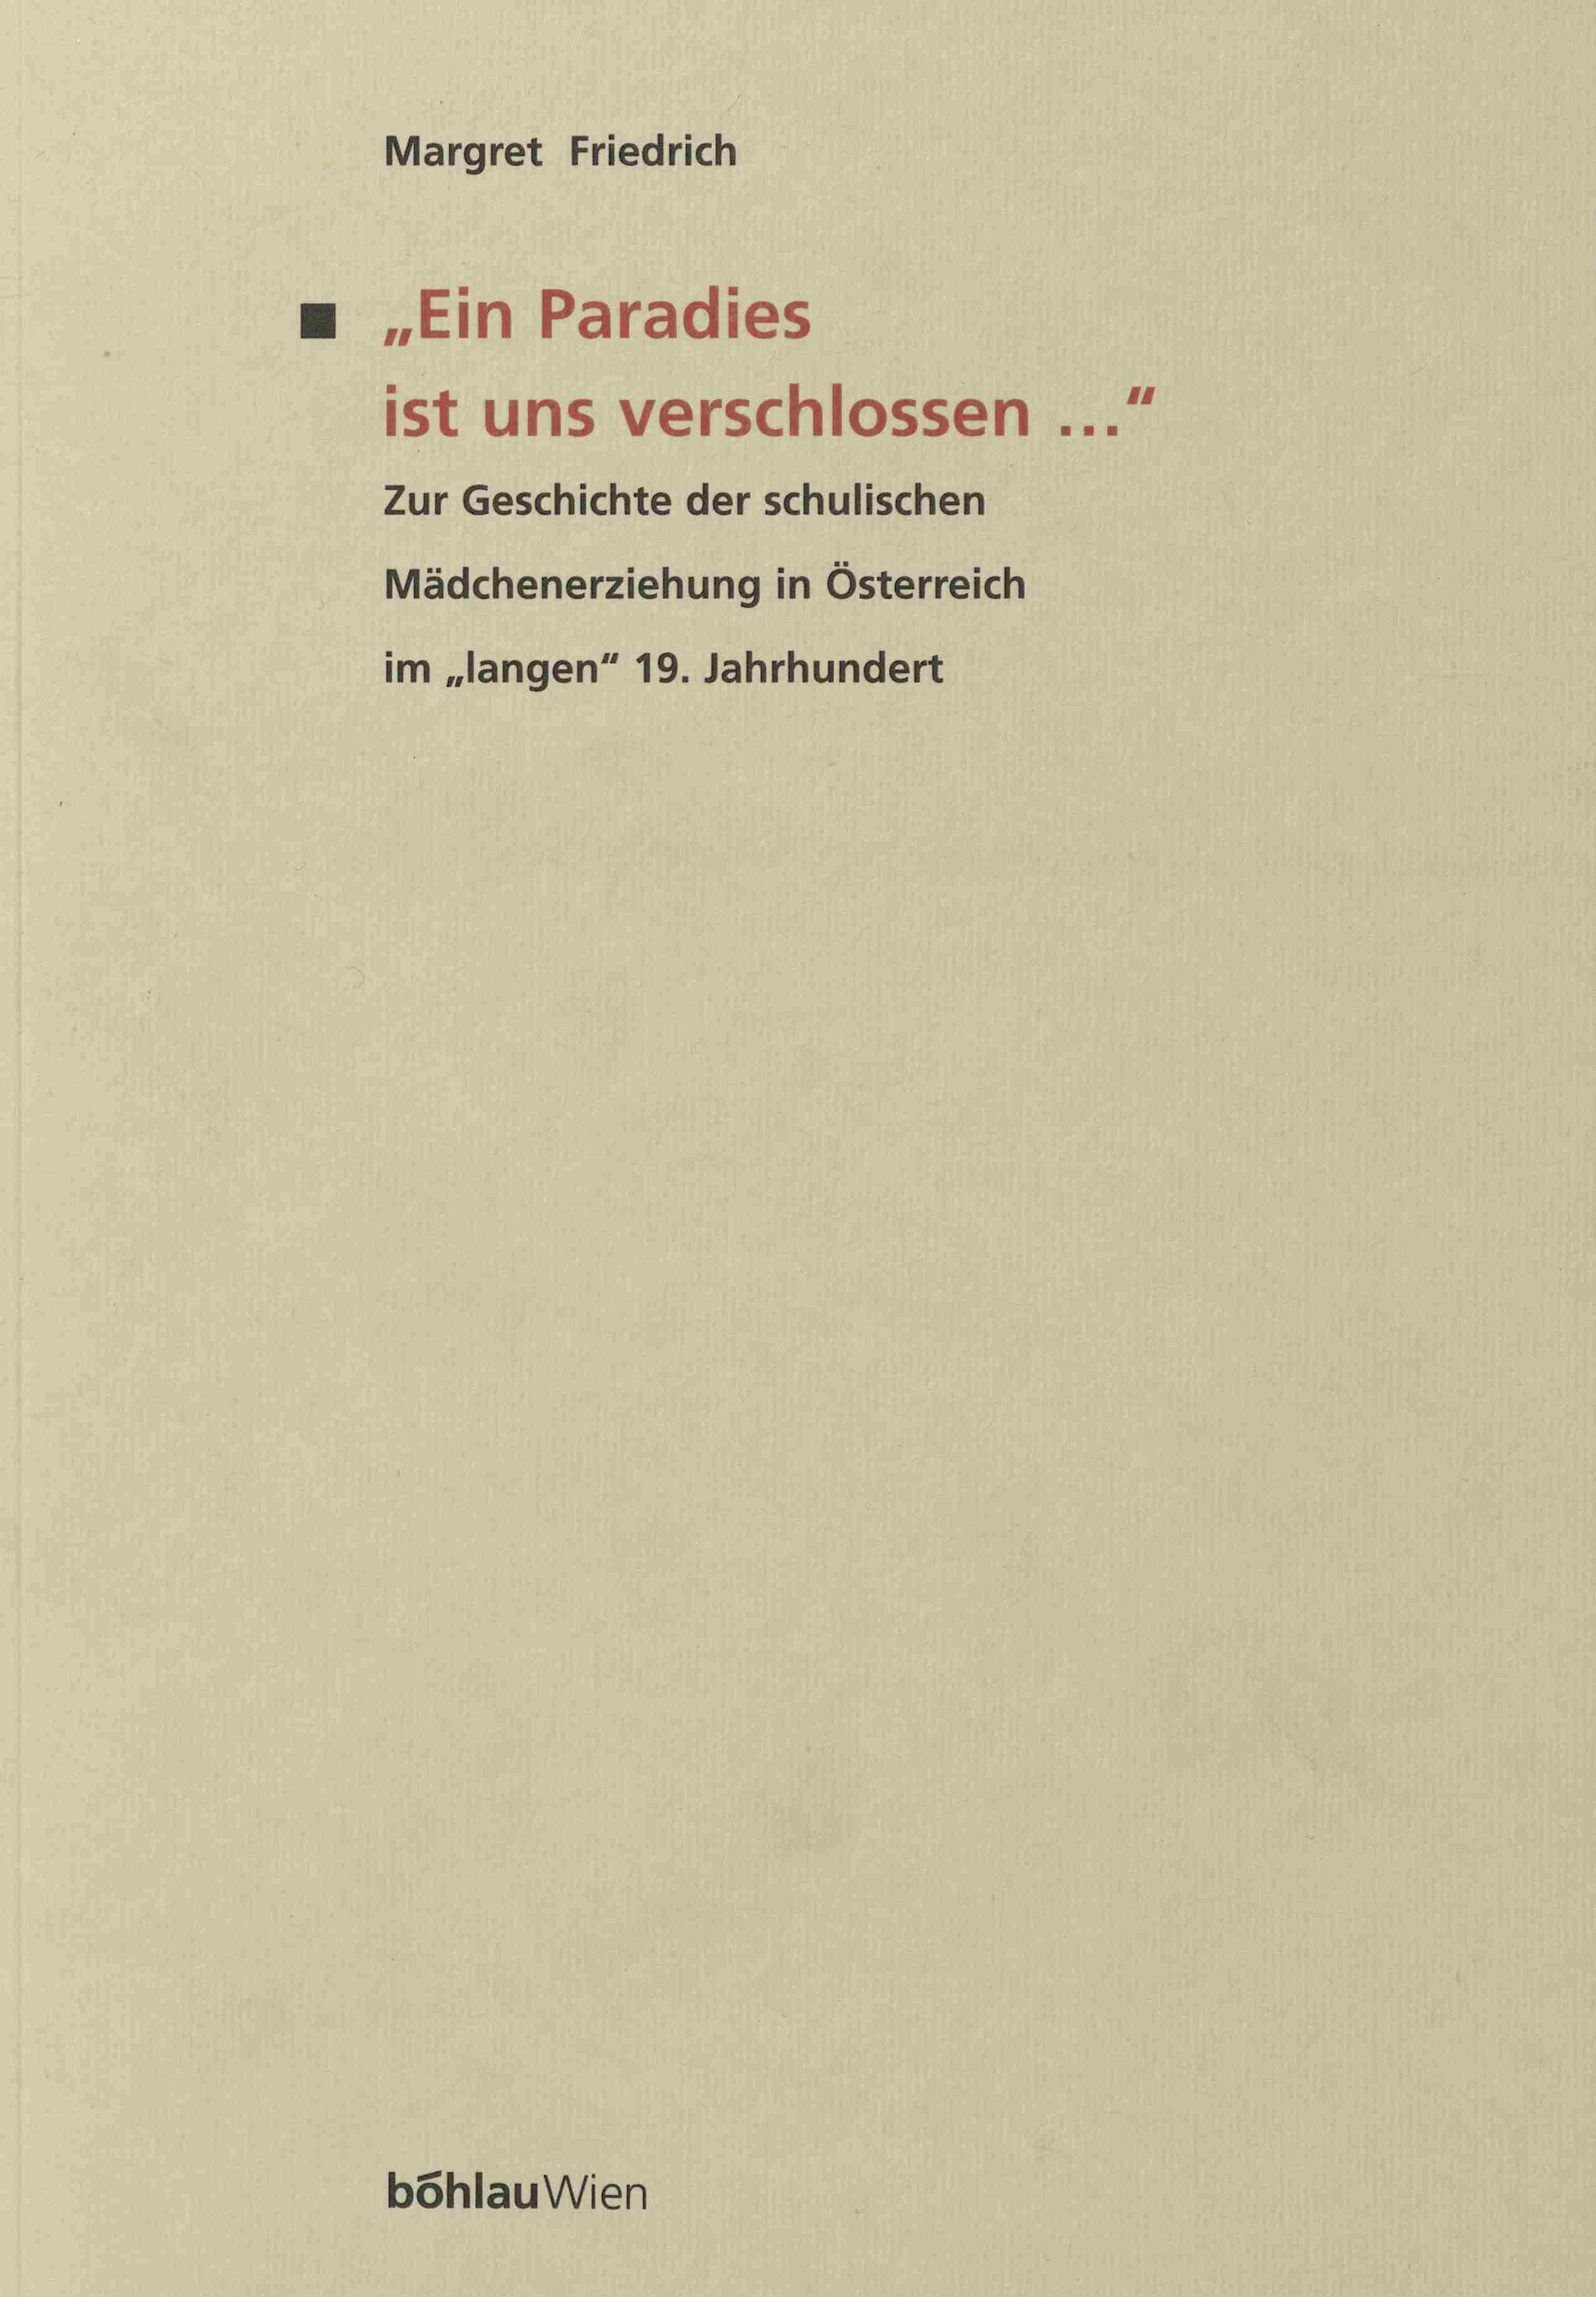 Margret Friedrich
„Ein Paradies
ist uns verschlossen ..."
Zur Geschichte der schulischen
Mädchenerziehung in Österreich
im „langen" 19. Jahrhundert
böhlauWien